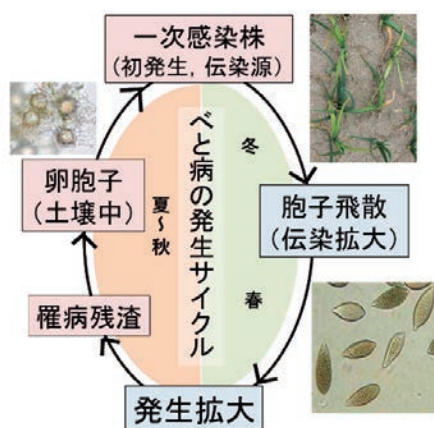 一次感染株
(初発生, 伝染源)
べと病の発生サイクル
冬
胞子飛散
(伝染拡大)
春
発生拡大
罹病残渣
卵胞子
(土壌中)
夏～秋